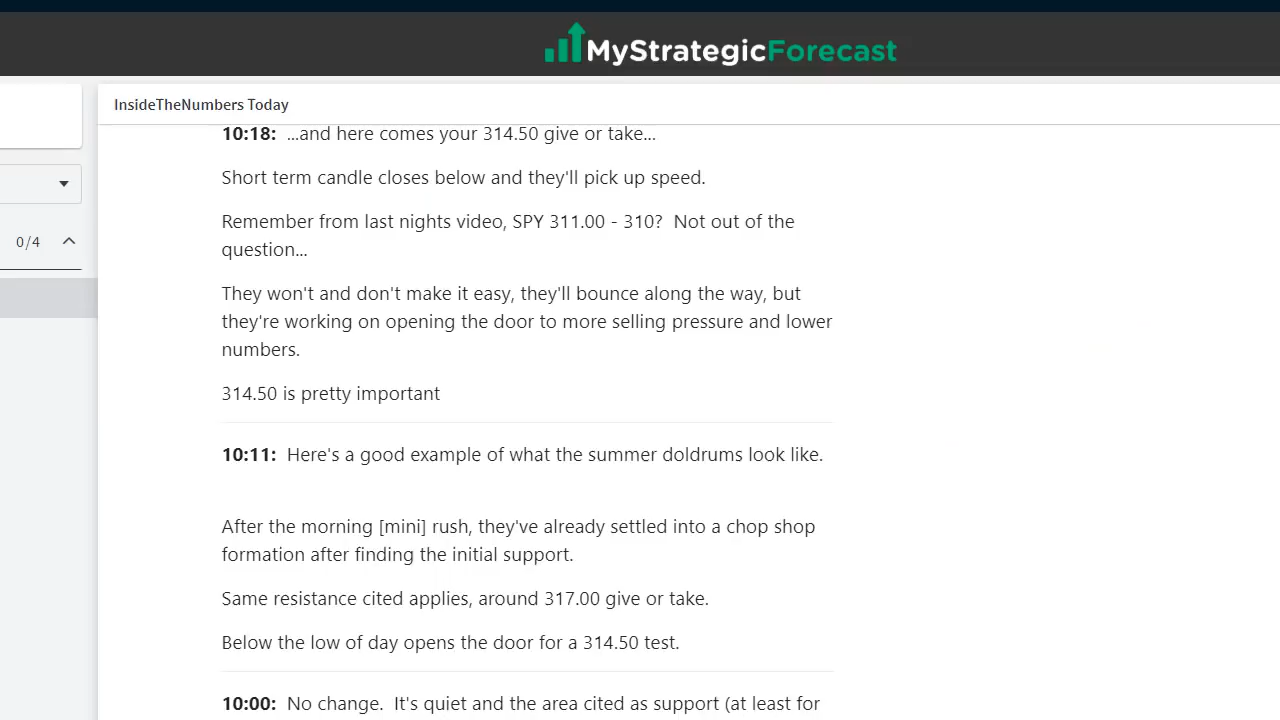 MyStrategicForecast
InsideTheNumbers Today
0/4
10:18: ...and here comes your 314.50 give or take...
Short term candle closes below and they'll pick up speed.
Remember from last nights video, SPY 311.00 - 310? Not out of the
question...
They won't and don't make it easy, they'll bounce along the way, but
they're working on opening the door to more selling pressure and lower
numbers.
314.50 is pretty important
10:11: Here's a good example of what the summer doldrums look like.
After the morning [mini] rush, they've already settled into a chop shop
formation after finding the initial support.
Same resistance cited applies, around 317.00 give or take.
Below the low of day opens the door for a 314.50 test.
10:00: No change. It's quiet and the area cited as support (at least for